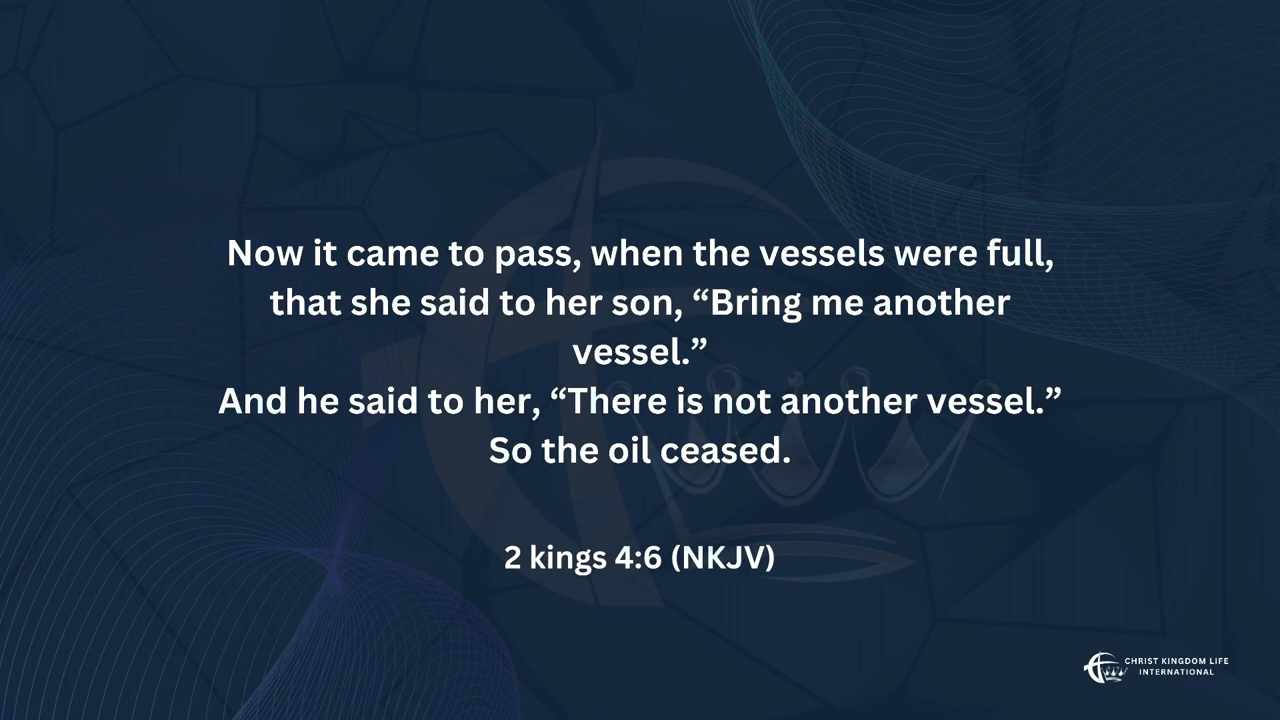 Now it came to pass, when the vessels were full,
that she said to her son, “Bring me another
vessel.”
And he said to her, “There is not another vessel.”
So the oil ceased.
2 kings 4:6 (NKJV)
CHRIST KINGDOM LIFE
INTERNATIONAL